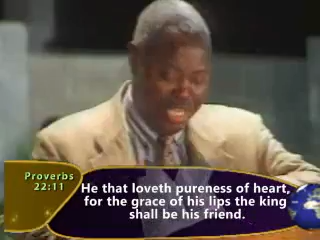 Proverbs
22:11
He that loveth pureness of heart,
for the grace of his lips the king
shall be his friend.